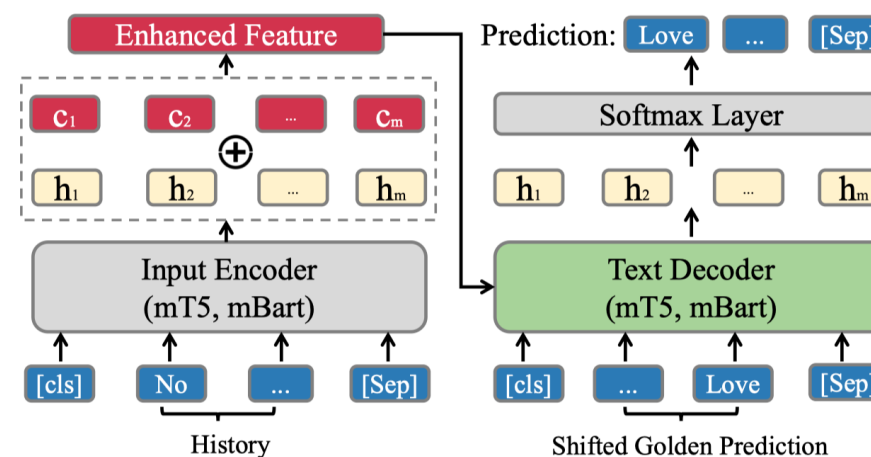 Enhanced Feature
c₁ c₂ ... cₘ
h₁ h₂ ... hₘ
Input Encoder
(mT5, mBart)
[cls] No ... [Sep]
History
Prediction: Love ... [Sep]
Softmax Layer
h₁ h₂ ... hₘ
Text Decoder
(mT5, mBart)
[cls] ... Love [Sep]
Shifted Golden Prediction